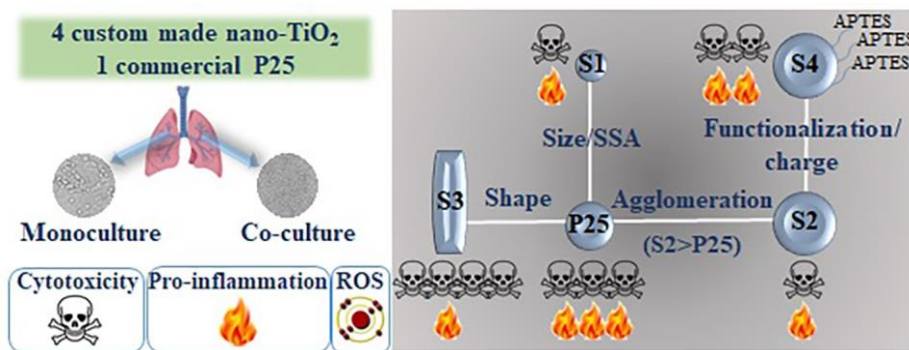 4 custom made nano-TiO2
1 commercial P25
Monoculture
Co-culture
Cytotoxicity
Pro-inflammation
ROS
S1
Size/SSA
APTES
APTES
APTES
S4
Functionalization/
charge
S3
Shape
P25
Agglomeration
(S2>P25)
S2